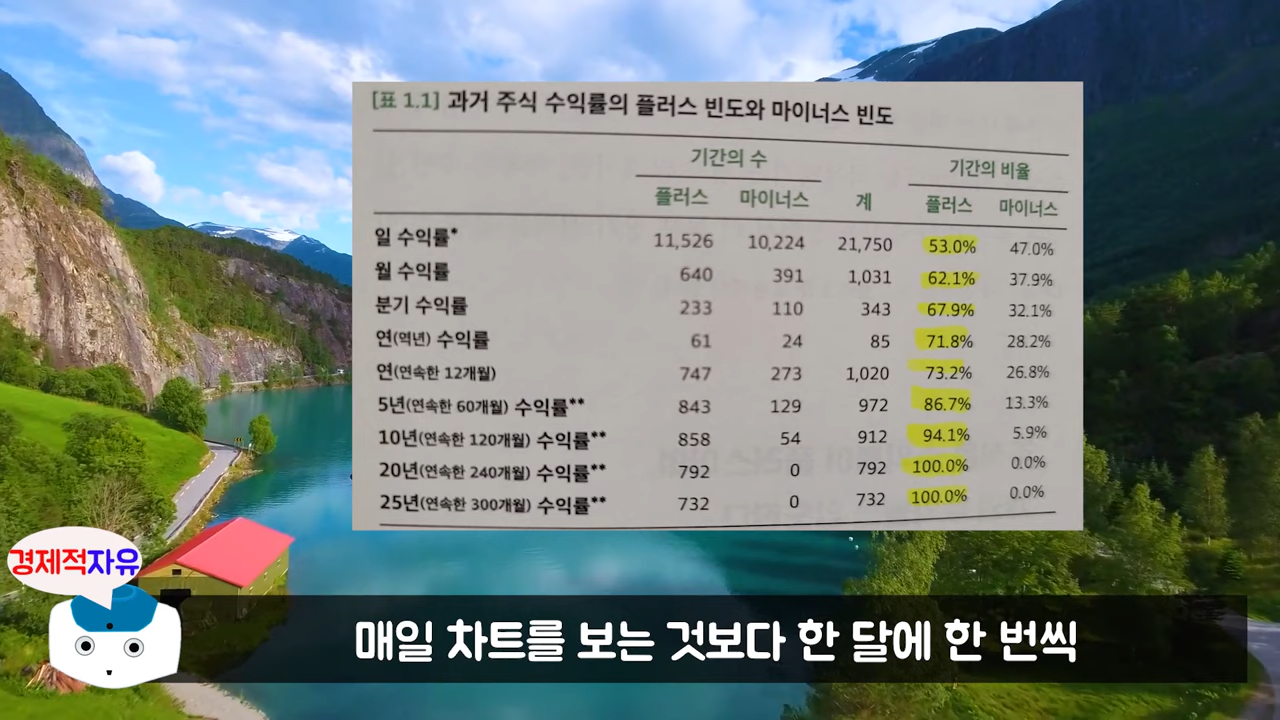 [표 1.1] 과거 주식 수익률의 플러스 빈도와 마이너스 빈도
기간의 수 기간의 비율
플러스 마이너스 계 플러스 마이너스
일 수익률* 11,526 10,224 21,750 53.0% 47.0%
월 수익률 640 391 1,031 62.1% 37.9%
분기 수익률 233 110 343 67.9% 32.1%
연(역년) 수익률 61 24 85 71.8% 28.2%
연(연속한 12개월) 747 273 1,020 73.2% 26.8%
5년(연속한 60개월) 수익률** 843 129 972 86.7% 13.3%
10년(연속한 120개월) 수익률** 858 54 912 94.1% 5.9%
20년(연속한 240개월) 수익률** 792 0 792 100.0% 0.0%
25년(연속한 300개월) 수익률** 732 0 732 100.0% 0.0%
경제적자유
매일 차트를 보는 것보다 한 달에 한 번씩